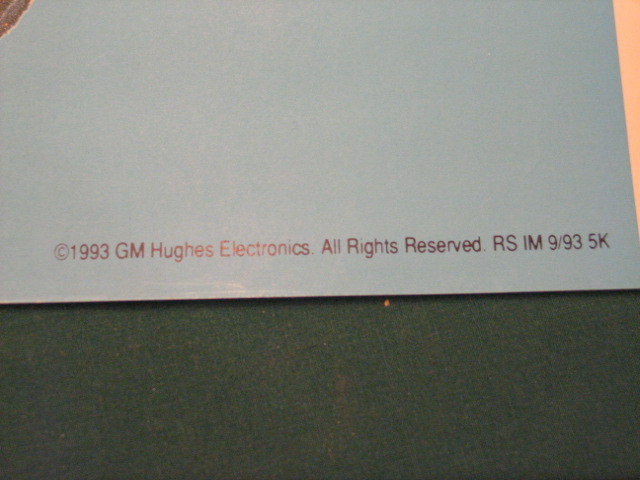 ©1993 GM Hughes Electronics. All Rights Reserved. RS IM 9/93 5K